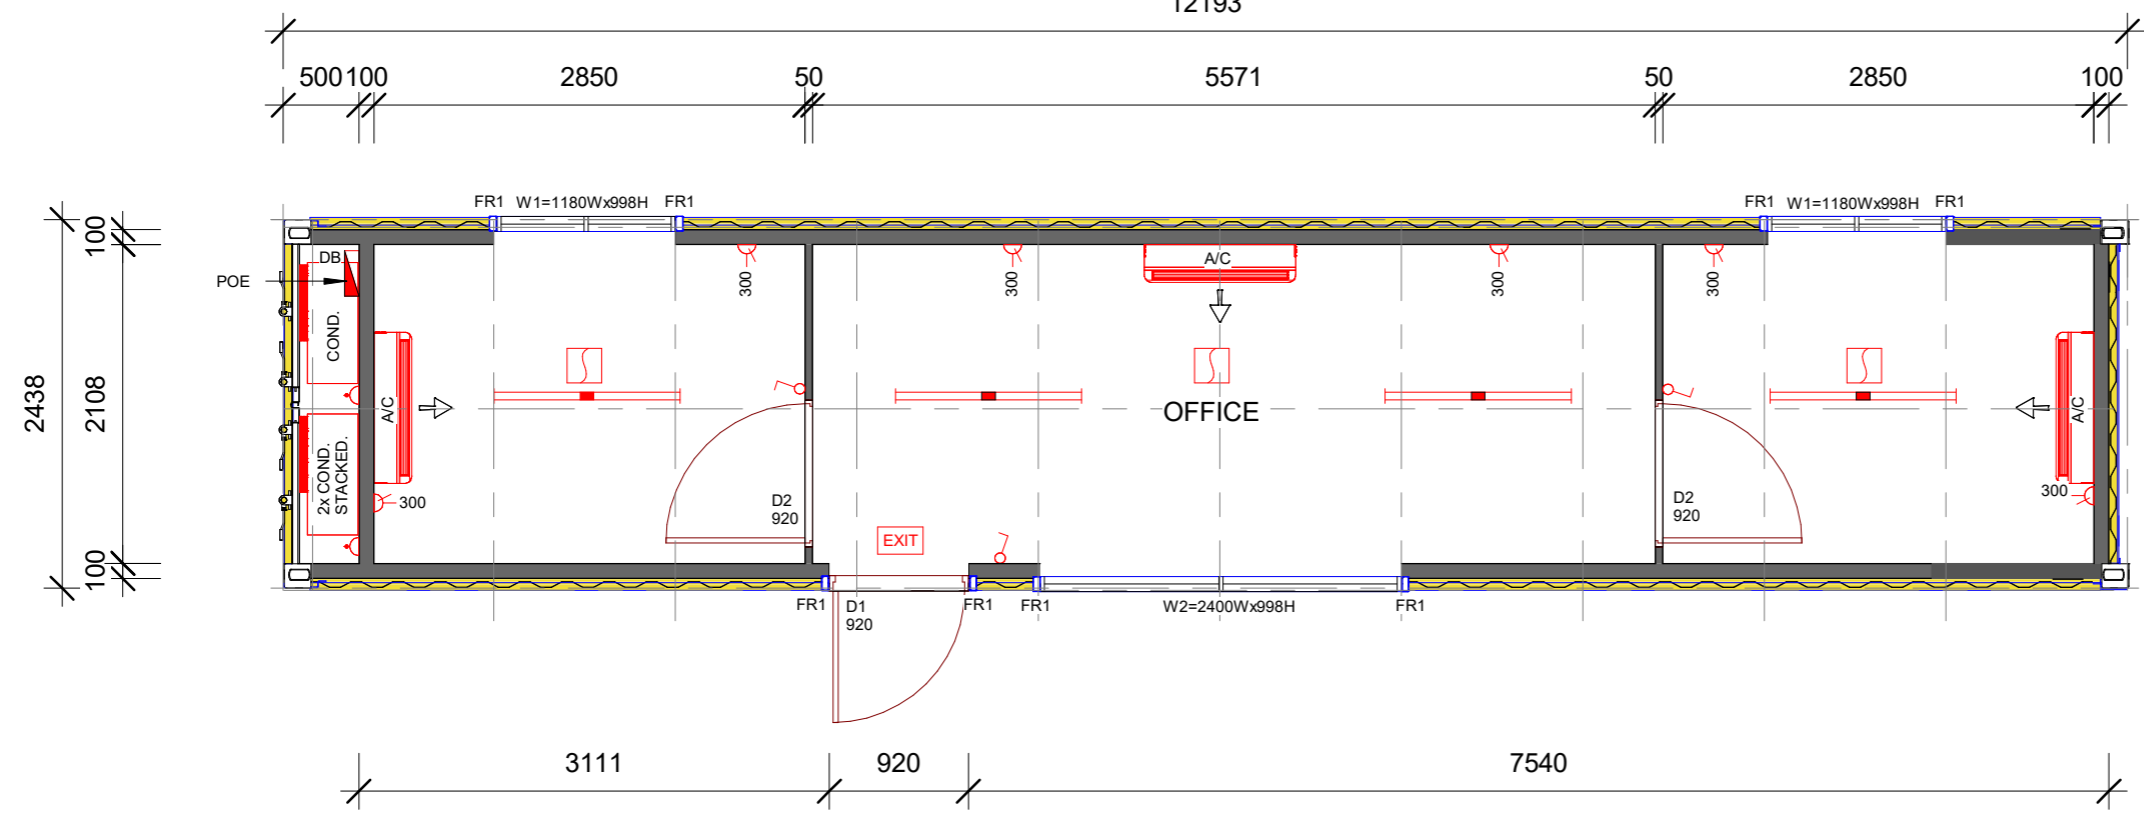 12193
500 100 2850 50 5571 50 2850 100
FR1 W1=1180Wx998H FR1
FR1 W1=1180Wx998H FR1
100
2438
2108
100
POE
DB
COND.
2x COND.
STACKED.
A/C
300
300
D2
920
300
A/C
300
OFFICE
EXIT
300
D2
920
A/C
300
FR1 D1
920
FR1 FR1 W2=2400Wx998H FR1
3111 920 7540